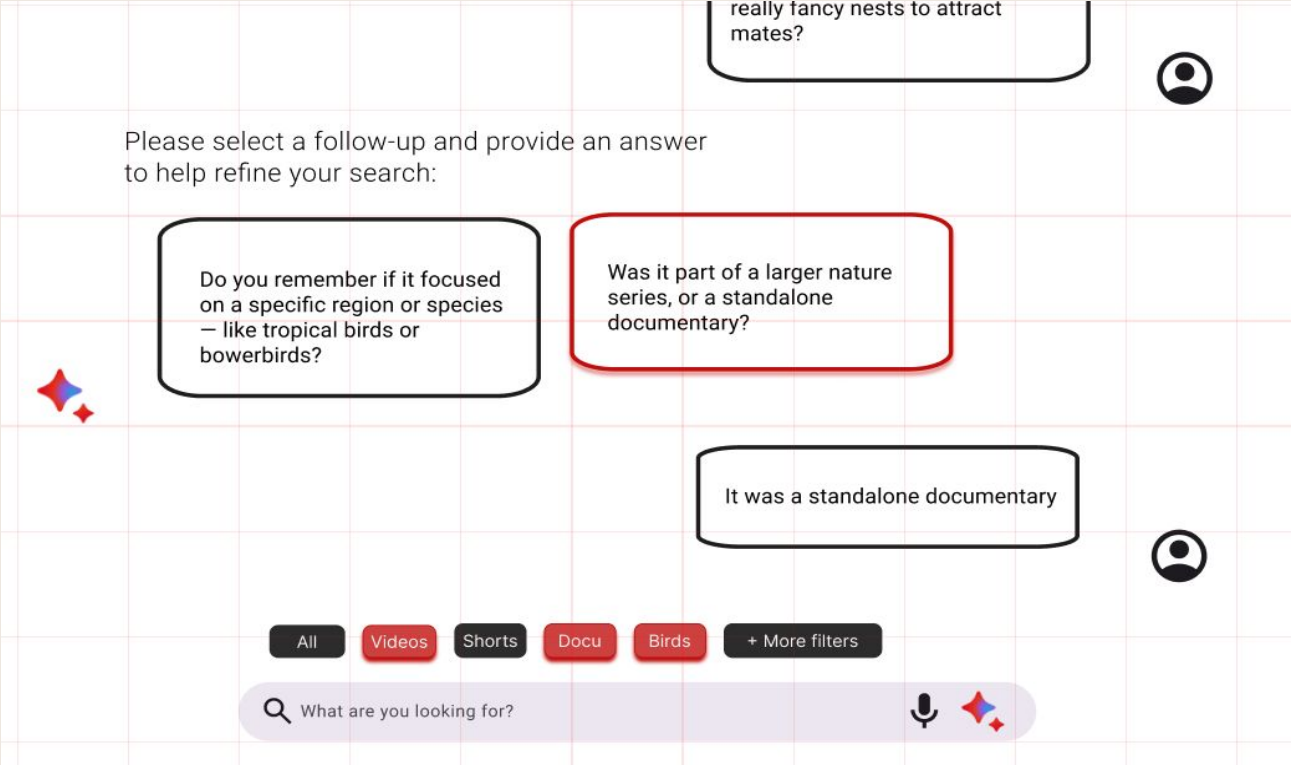 really fancy nests to attract
mates?
Please select a follow-up and provide an answer
to help refine your search:
Do you remember if it focused
on a specific region or species
— like tropical birds or
bowerbirds?
Was it part of a larger nature
series, or a standalone
documentary?
It was a standalone documentary
All
Videos
Shorts
Docu
Birds
+ More filters
What are you looking for?